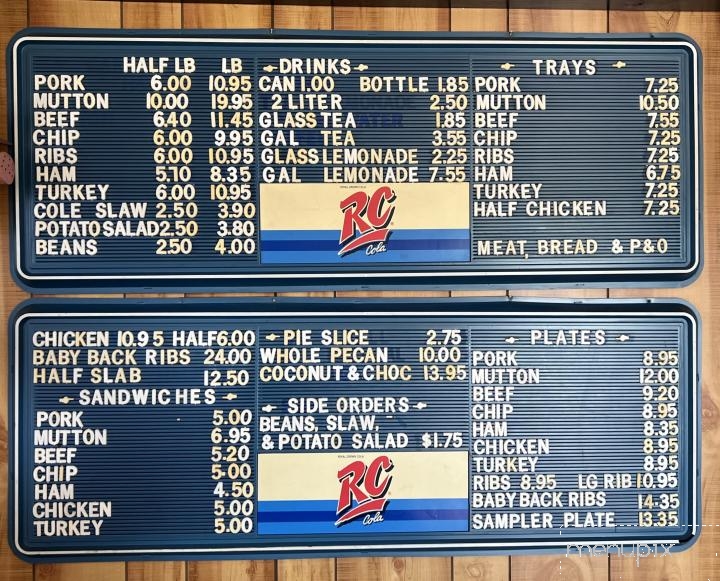 HALF LB LB
PORK 6.00 10.95
MUTTON 10.00 19.95
BEEF 6.40 11.45
CHIP 6.00 9.95
RIBS 6.00 10.95
HAM 5.10 8.35
TURKEY 6.00 10.95
COLE SLAW 2.50 3.90
POTATO SALAD 2.50 3.80
BEANS 2.50 4.00
DRINKS
CAN 1.00 BOTTLE 1.85
2 LITER 2.50
GLASS TEA 1.85
GAL TEA 3.55
GLASS LEMONADE 2.25
GAL LEMONADE 7.55
RC
Cola
TRAYS
PORK 7.25
MUTTON 10.50
BEEF 7.55
CHIP 7.25
RIBS 7.25
HAM 6.75
TURKEY 7.25
HALF CHICKEN 7.25
MEAT, BREAD & P&O
CHICKEN 10.95 HALF 6.00
BABY BACK RIBS 24.00
HALF SLAB 12.50
SANDWICHES
PORK 5.00
MUTTON 6.95
BEEF 5.20
CHIP 5.00
HAM 4.50
CHICKEN 5.00
TURKEY 5.00
PIE SLICE 2.75
WHOLE PECAN 10.00
COCONUT & CHOC 13.95
SIDE ORDERS
BEANS, SLAW,
& POTATO SALAD $1.75
RC
Cola
PLATES
PORK 8.95
MUTTON 12.00
BEEF 9.20
CHIP 8.95
HAM 8.35
CHICKEN 8.95
TURKEY 8.95
RIBS 8.95 LG RIB 10.95
BABY BACK RIBS 14.35
SAMPLER PLATE 13.35
menupix